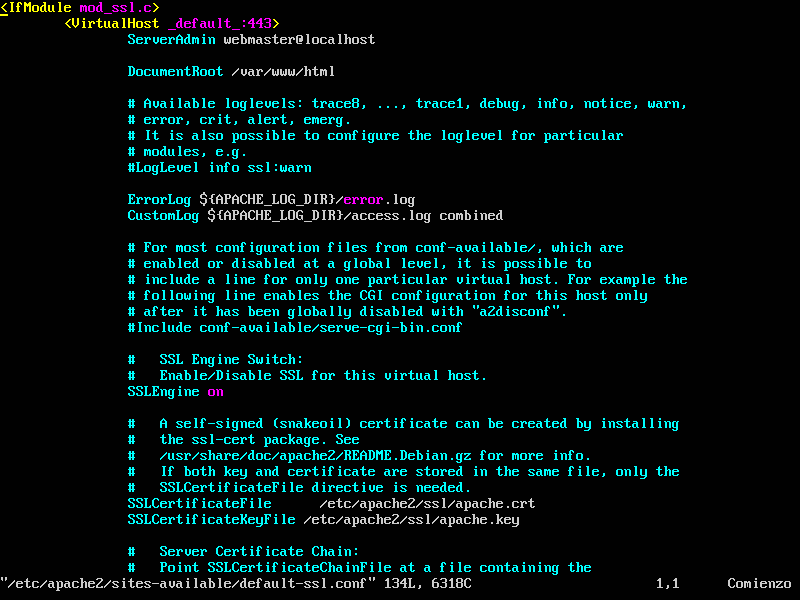 <IfModule mod_ssl.c>
<VirtualHost _default_:443>
ServerAdmin webmaster@localhost
DocumentRoot /var/www/html
# Available loglevels: trace8, ..., trace1, debug, info, notice, warn,
# error, crit, alert, emerg.
# It is also possible to configure the loglevel for particular
# modules, e.g.
#LogLevel info ssl:warn
ErrorLog ${APACHE_LOG_DIR}/error.log
CustomLog ${APACHE_LOG_DIR}/access.log combined
# For most configuration files from conf-available/, which are
# enabled or disabled at a global level, it is possible to
# include a line for only one particular virtual host. For example the
# following line enables the CGI configuration for this host only
# after it has been globally disabled with "a2disconf".
#Include conf-available/serve-cgi-bin.conf
#   SSL Engine Switch:
#   Enable/Disable SSL for this virtual host.
SSLEngine on
#   A self-signed (snakeoil) certificate can be created by installing
#   the ssl-cert package. See
#   /usr/share/doc/apache2/README.Debian.gz for more info.
#   If both key and certificate are stored in the same file, only the
#   SSLCertificateFile directive is needed.
SSLCertificateFile      /etc/apache2/ssl/apache.crt
SSLCertificateKeyFile /etc/apache2/ssl/apache.key
#   Server Certificate Chain:
#   Point SSLCertificateChainFile at a file containing the
"/etc/apache2/sites-available/default-ssl.conf" 134L, 6318C 1,1 Comienzo